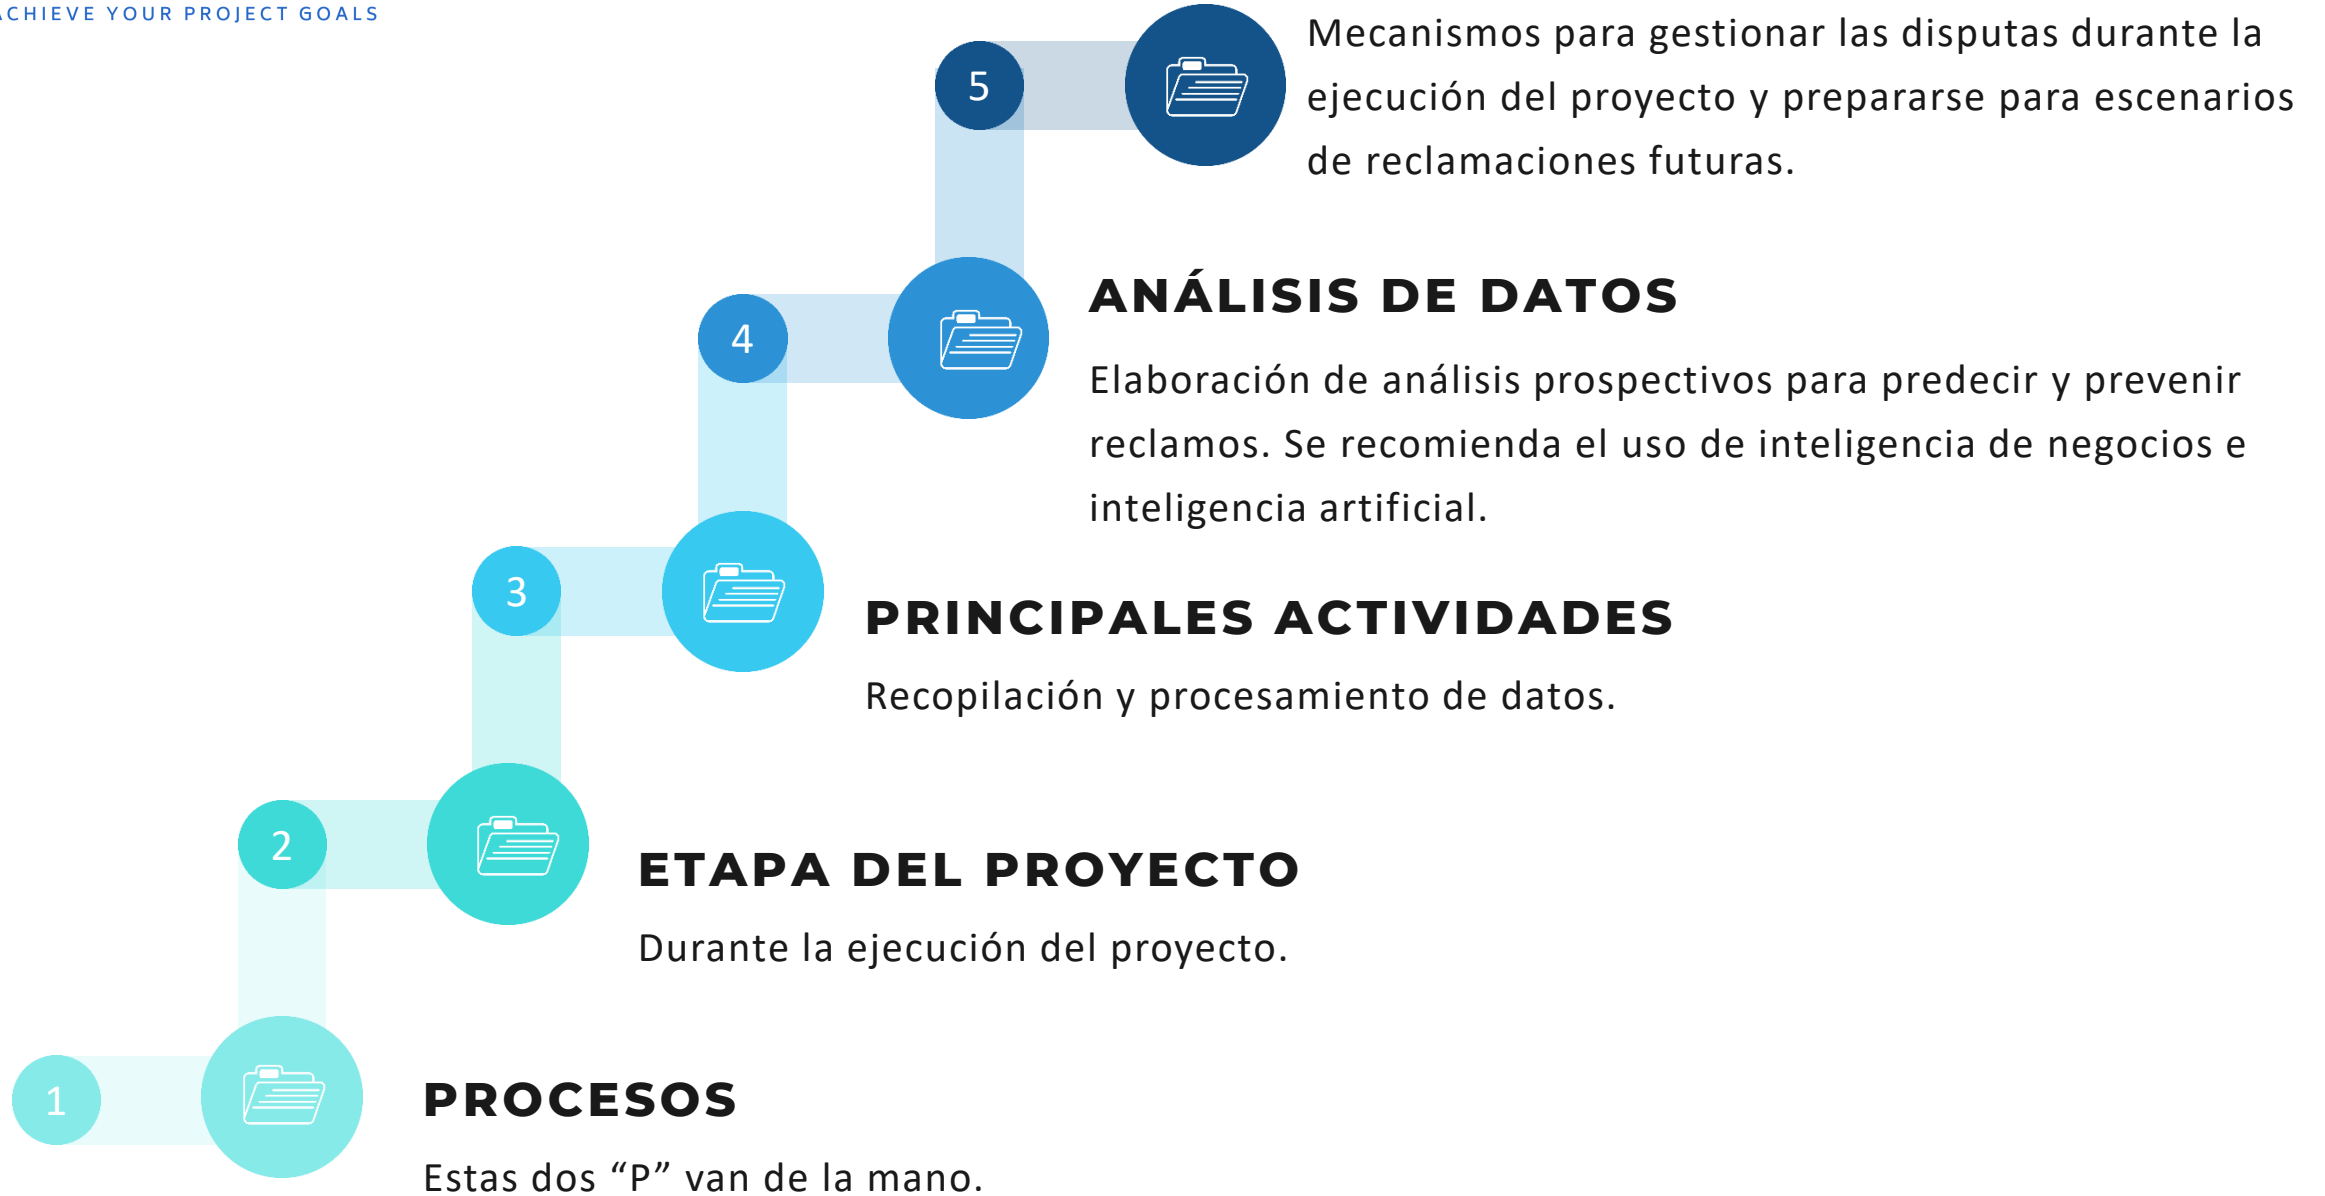 ACHIEVE YOUR PROJECT GOALS
5
Mecanismos para gestionar las disputas durante la
ejecución del proyecto y prepararse para escenarios
de reclamaciones futuras.
4
ANÁLISIS DE DATOS
Elaboración de análisis prospectivos para predecir y prevenir
reclamos. Se recomienda el uso de inteligencia de negocios e
inteligencia artificial.
3
PRINCIPALES ACTIVIDADES
Recopilación y procesamiento de datos.
2
ETAPA DEL PROYECTO
Durante la ejecución del proyecto.
1
PROCESOS
Estas dos “P” van de la mano.